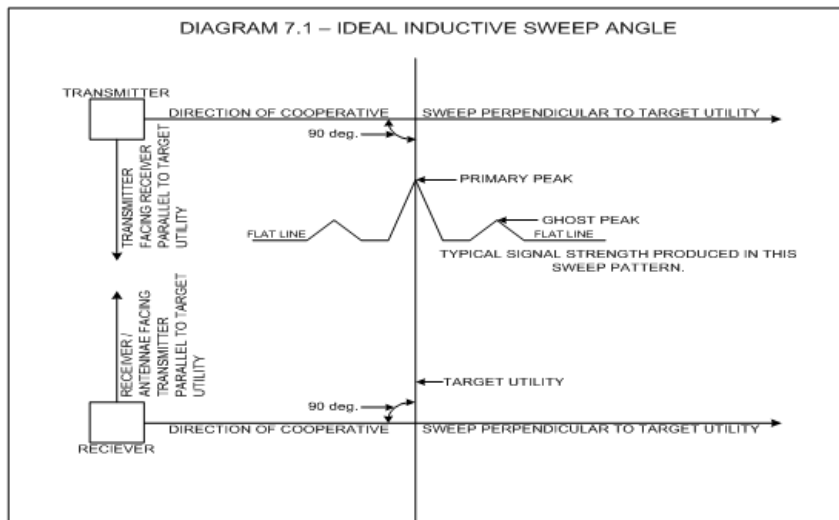 DIAGRAM 7.1 – IDEAL INDUCTIVE SWEEP ANGLE
TRANSMITTER
DIRECTION OF COOPERATIVE
SWEEP PERPENDICULAR TO TARGET UTILITY
90 deg.
TRANSMITTER
FACING RECEIVER
PARALLEL TO TARGET
UTILITY
PRIMARY PEAK
GHOST PEAK
FLAT LINE
FLAT LINE
TYPICAL SIGNAL STRENGTH PRODUCED IN THIS
SWEEP PATTERN.
RECEIVER /
ANTENNAE FACING
TRANSMITTER
PARALLEL TO TARGET
UTILITY
TARGET UTILITY
90 deg.
DIRECTION OF COOPERATIVE
SWEEP PERPENDICULAR TO TARGET UTILITY
RECIEVER